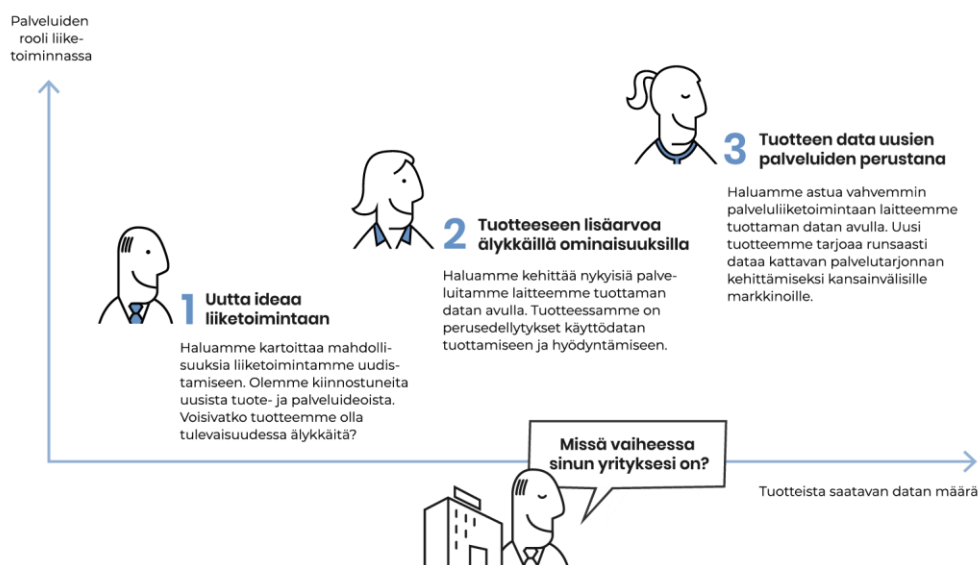 Palveluiden
rooli liike-
toiminnassa
3
Tuotteen data uusien
palveluiden perustana
Haluamme astua vahvemmin
palveluliiketoimintaan laitteemme
tuottaman datan avulla. Uusi
tuotteemme tarjoaa runsaasti
dataa kattavan palvelutarjonnan
kehittämiseksi kansainvälisille
markkinoille.
2
Tuotteeseen lisäarvoa
älykkäillä ominaisuuksilla
Haluamme kehittää nykyisiä palve-
luitamme laitteemme tuottaman
datan avulla. Tuotteessamme on
perusedellytykset käyttödatan
tuottamiseen ja hyödyntämiseen.
1
Uutta ideaa
liiketoimintaan
Haluamme kartoittaa mahdolli-
suuksia liiketoimintamme uudis-
tamiseen. Olemme kiinnostuneita
uusista tuote- ja palveluideoista.
Voisivatko tuotteemme olla
tulevaisuudessa älykkäitä?
Missä vaiheessa
sinun yrityksesi on?
Tuotteista saatavan datan määrä